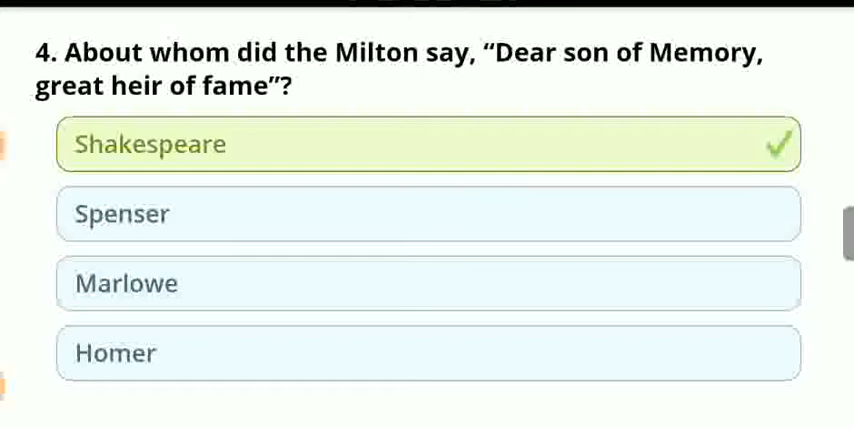 4. About whom did the Milton say, “Dear son of Memory,
great heir of fame”?
Shakespeare
Spenser
Marlowe
Homer